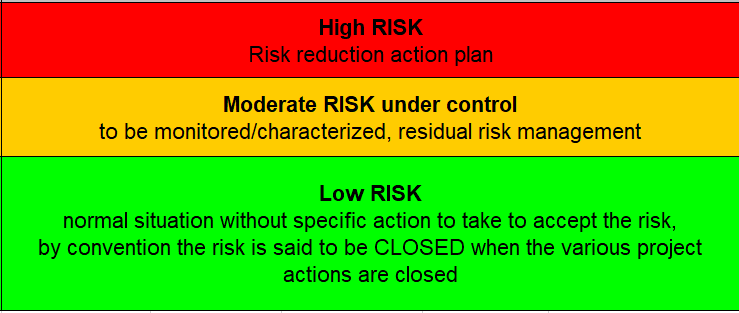 High RISK
Risk reduction action plan
Moderate RISK under control
to be monitored/characterized, residual risk management
Low RISK
normal situation without specific action to take to accept the risk,
by convention the risk is said to be CLOSED when the various project
actions are closed